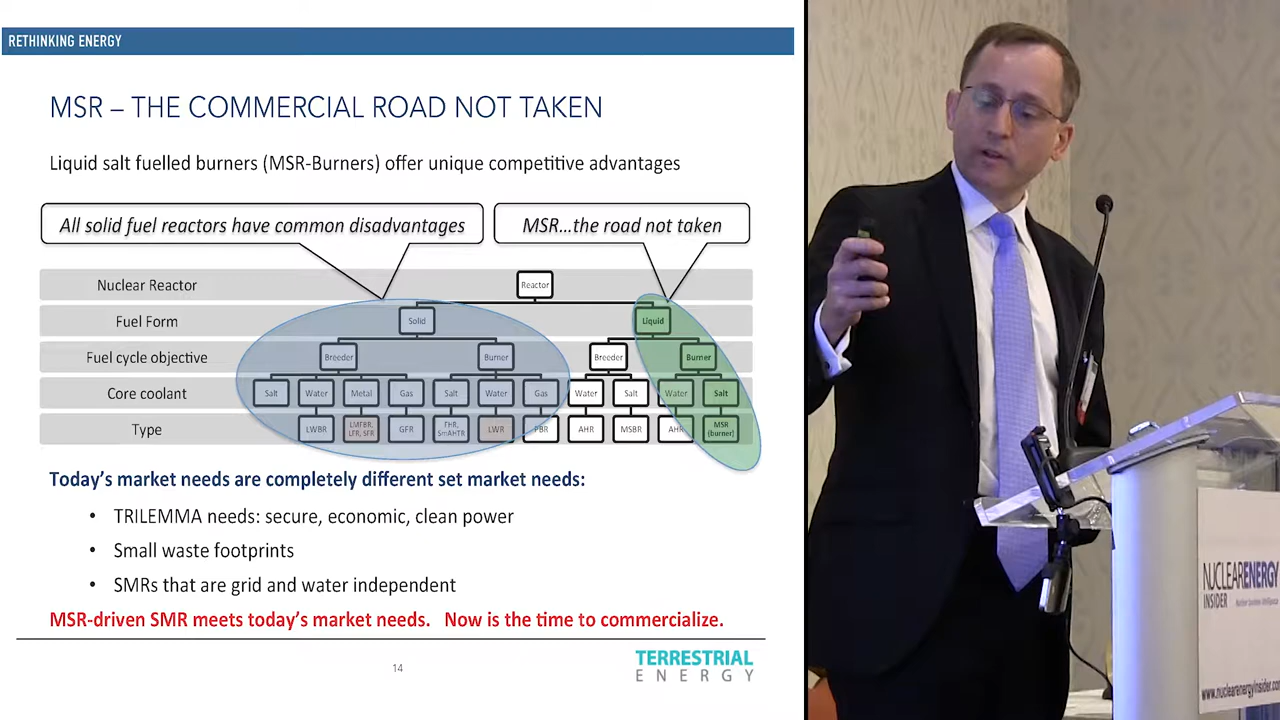 RETHINKING ENERGY
MSR – THE COMMERCIAL ROAD NOT TAKEN
Liquid salt fuelled burners (MSR-Burners) offer unique competitive advantages
All solid fuel reactors have common disadvantages
MSR...the road not taken
Nuclear Reactor
Reactor
Fuel Form
Solid
Liquid
Fuel cycle objective
Breeder
Burner
Breeder
Burner
Core coolant
Salt
Water
Metal
Gas
Salt
Water
Gas
Water
Salt
Water
Salt
Type
LWBR
LMFBR,
LFR, SFR
GFR
FHR,
SmAHTR
LWR
PBR
AHR
MSBR
AHR
MSR
(burner)
Today's market needs are completely different set market needs:
• TRILEMMA needs: secure, economic, clean power
• Small waste footprints
• SMRs that are grid and water independent
MSR-driven SMR meets today's market needs. Now is the time to commercialize.
14
TERRESTRIAL
ENERGY
NUCLEARENERGY
INSIDER
www.nuclearenergyinsider.com